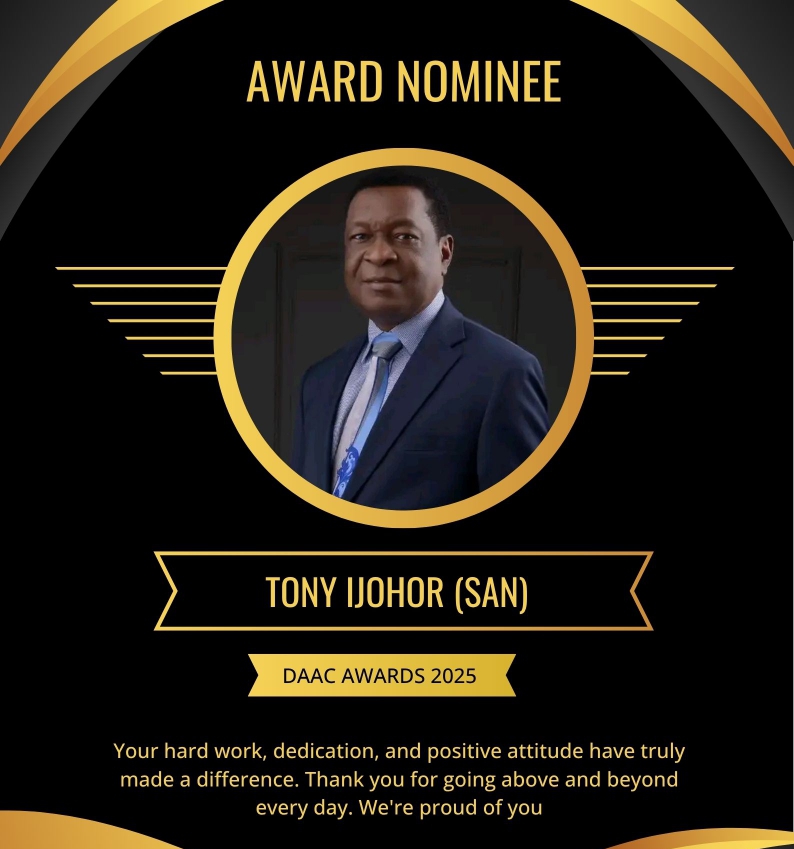 AWARD NOMINEE
TONY IJOHOR (SAN)
DAAC AWARDS 2025
Your hard work, dedication, and positive attitude have truly
made a difference. Thank you for going above and beyond
every day. We're proud of you